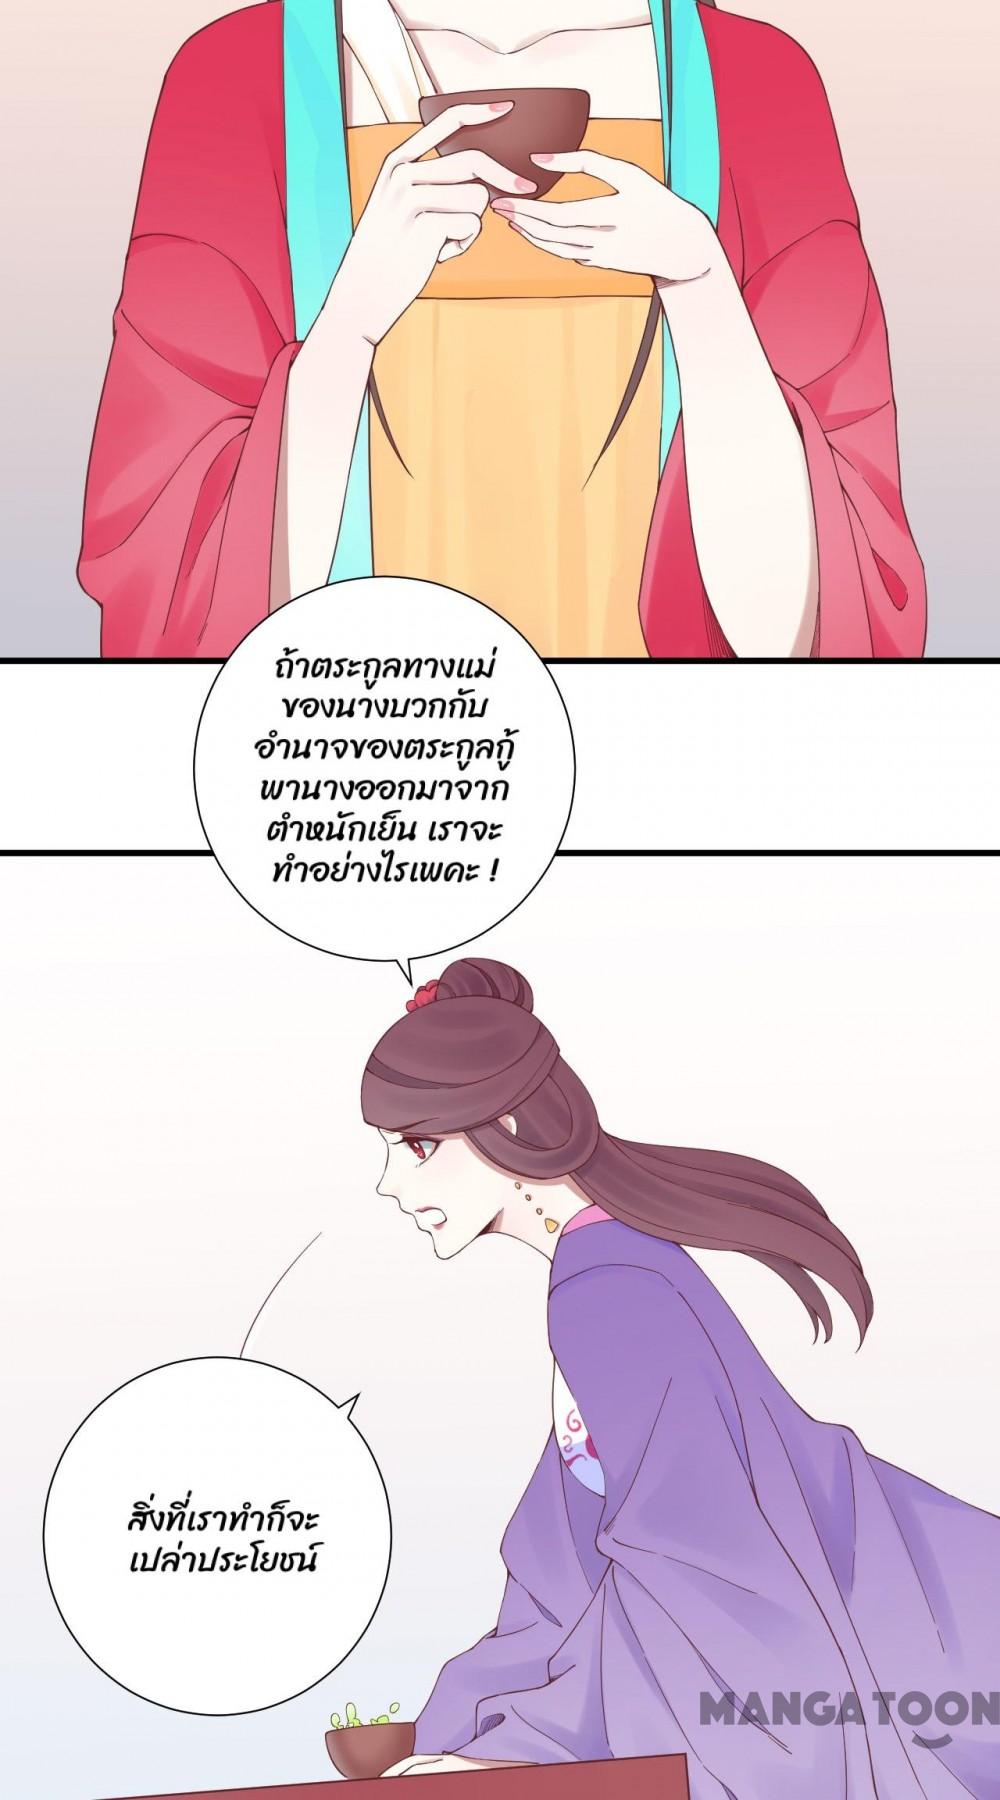 ถ้าตระกูลทางแม่
ของนางบวกกับ
อำนาจของตระกูลกู้
พานางออกมาจาก
ตำหนักเย็น เราจะ
ทำอย่างไรเพคะ !
สิ่งที่เราทำก็จะ
เปล่าประโยชน์
MANGA TOON